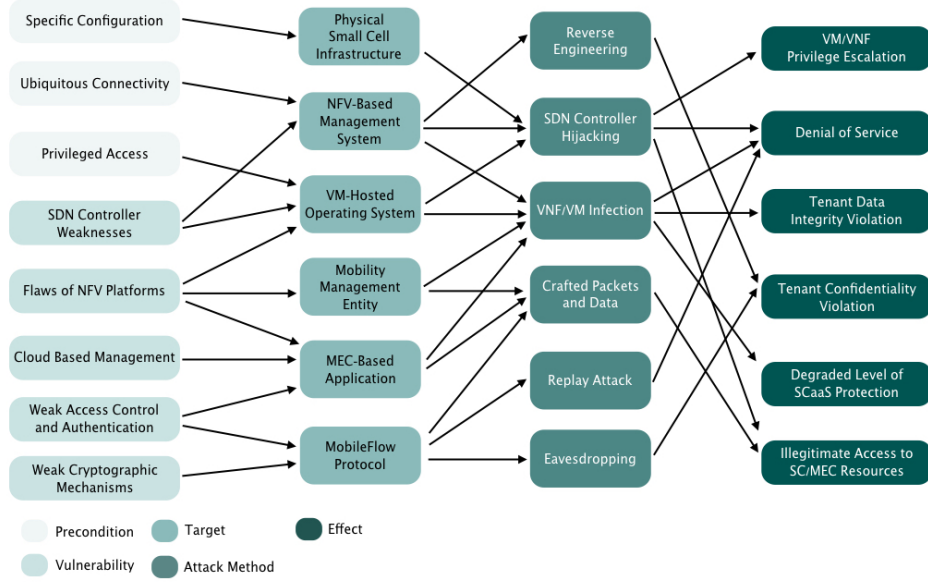 Specific Configuration
Ubiquitous Connectivity
Privileged Access
SDN Controller
Weaknesses
Flaws of NFV Platforms
Cloud Based Management
Weak Access Control
and Authentication
Weak Cryptographic
Mechanisms
Physical
Small Cell
Infrastructure
NFV-Based
Management
System
VM-Hosted
Operating System
Mobility
Management
Entity
MEC-Based
Application
MobileFlow
Protocol
Reverse
Engineering
SDN Controller
Hijacking
VNF/VM Infection
Crafted Packets
and Data
Replay Attack
Eavesdropping
VM/VNF
Privilege Escalation
Denial of Service
Tenant Data
Integrity Violation
Tenant Confidentiality
Violation
Degraded Level of
SCaaS Protection
Illegitimate Access to
SC/MEC Resources
Precondition
Target
Effect
Vulnerability
Attack Method